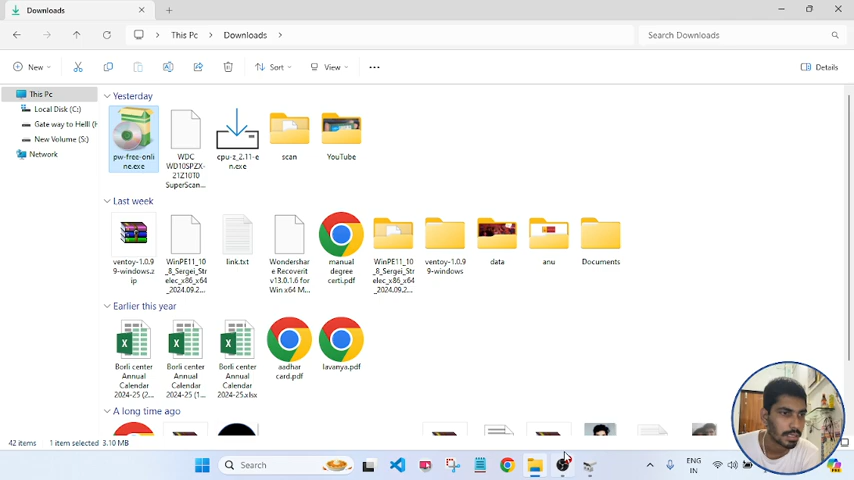 Downloads
This Pc
Downloads
Search Downloads
New
Sort
View
Details
This Pc
Local Disk (C:)
Gate way to Helll (H
New Volume (S:)
Network
Yesterday
pw-free-onli
ne.exe
WDC
WD10SPZX-
21Z10T0
SuperScan...
cpu-z_2.11-e
n.exe
scan
YouTube
Last week
ventoy-1.0.9
9-windows.z
ip
WinPE11_10
_8_Sergei_St
relec_x86_x64
_2024.09.2...
link.txt
Wondershar
e Recoverit
v13.0.1.6 for
Win x64 M...
manual
degree
certi.pdf
WinPE11_10
_8_Sergei_Str
elec_x86_x64
_2024.09.2...
ventoy-1.0.9
9-windows
data
anu
Documents
Earlier this year
Borli center
Annual
Calendar
2024-25 (2...
Borli center
Annual
Calendar
2024-25 (1...
Borli center
Annual
Calendar
2024-25.xlsx
aadhar
card.pdf
lavanya.pdf
A long time ago
42 items
1 item selected 3.10 MB
Search
ENG
IN